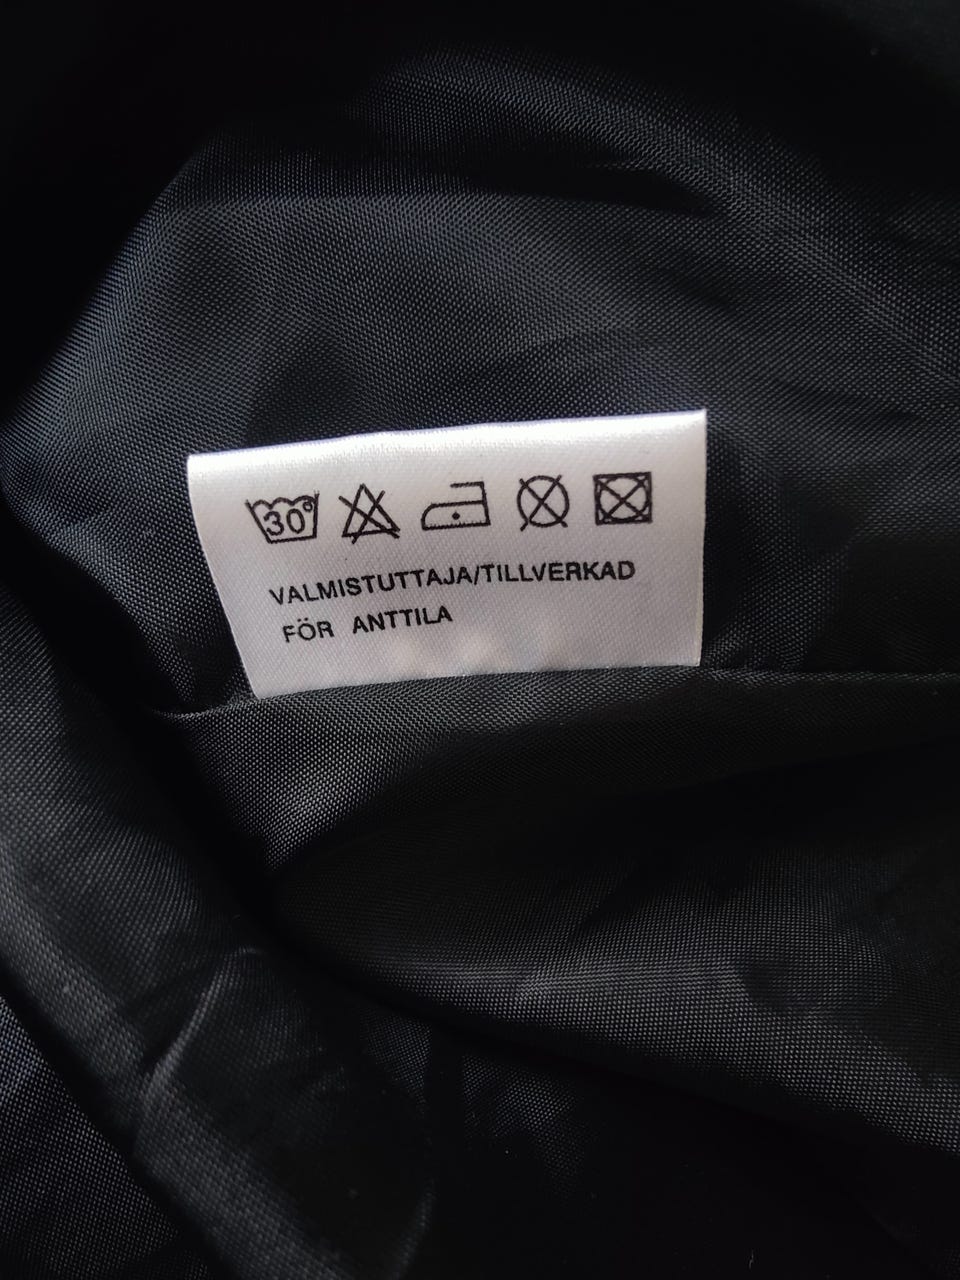 30°
VALMISTUTTAJA/TILLVERKAD
FÖR ANTTILA